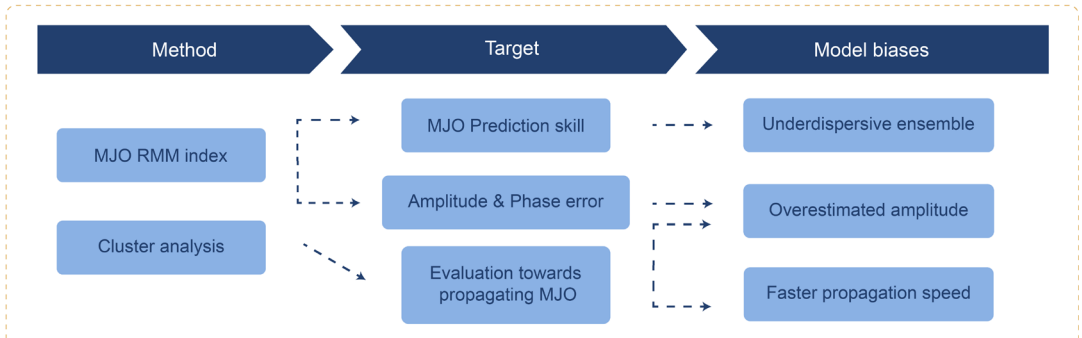 Method
Target
Model biases
MJO RMM index
Cluster analysis
MJO Prediction skill
Amplitude & Phase error
Evaluation towards
propagating MJO
Underdispersive ensemble
Overestimated amplitude
Faster propagation speed